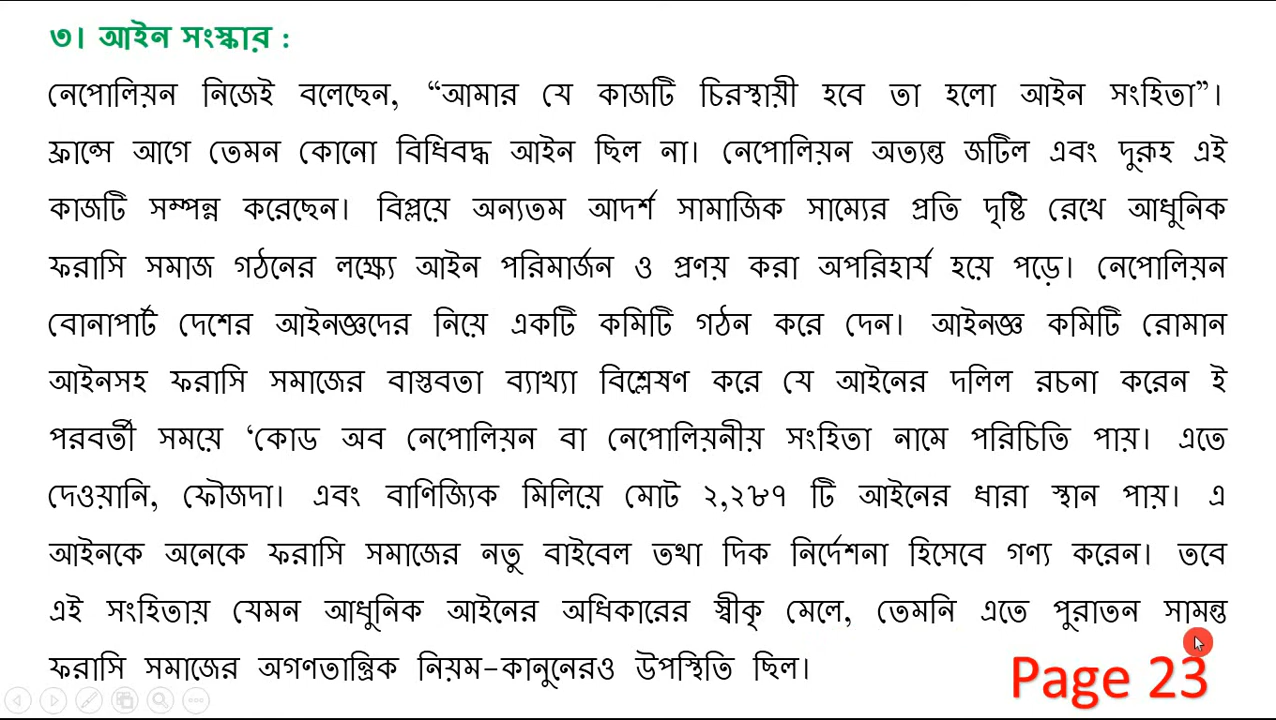 ৩। আইন সংস্কার :
নেপোলিয়ন নিজেই বলেছেন, “আমার যে কাজটি চিরস্থায়ী হবে তা হলো আইন সংহিতা”।
ফ্রান্সে আগে তেমন কোনো বিধিবদ্ধ আইন ছিল না। নেপোলিয়ন অত্যন্ত জটিল এবং দুরূহ এই
কাজটি সম্পন্ন করেছেন। বিপ্লয়ে অন্যতম আদর্শ সামাজিক সাম্যের প্রতি দৃষ্টি রেখে আধুনিক
ফরাসি সমাজ গঠনের লক্ষ্যে আইন পরিমার্জন ও প্রণয় করা অপরিহার্য হয়ে পড়ে। নেপোলিয়ন
বোনাপার্ট দেশের আইনজ্ঞদের নিয়ে একটি কমিটি গঠন করে দেন। আইনজ্ঞ কমিটি রোমান
আইনসহ ফরাসি সমাজের বাস্তবতা ব্যাখ্যা বিশ্লেষণ করে যে আইনের দলিল রচনা করেন ই
পরবর্তী সময়ে ‘কোড অব নেপোলিয়ন বা নেপোলিয়নীয় সংহিতা নামে পরিচিতি পায়। এতে
দেওয়ানি, ফৌজদা। এবং বাণিজ্যিক মিলিয়ে মোট ২,২৮৭ টি আইনের ধারা স্থান পায়। এ
আইনকে অনেকে ফরাসি সমাজের নতু বাইবেল তথা দিক নির্দেশনা হিসেবে গণ্য করেন। তবে
এই সংহিতায় যেমন আধুনিক আইনের অধিকারের স্বীকৃ মেলে, তেমনি এতে পুরাতন সামন্ত
ফরাসি সমাজের অগণতান্ত্রিক নিয়ম-কানুনেরও উপস্থিতি ছিল।
Page 23